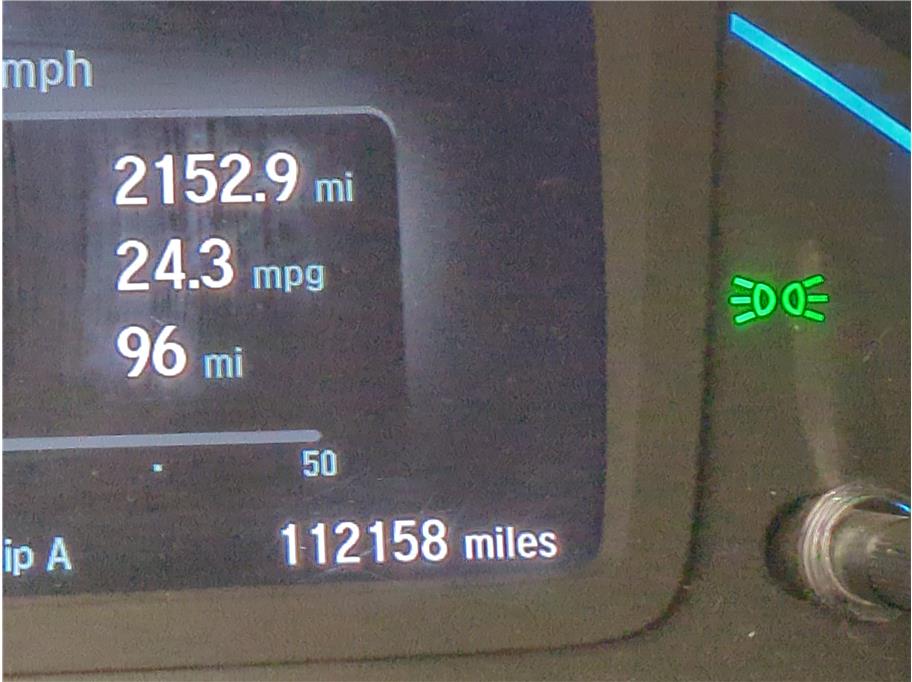 mph
2152.9 mi
24.3 mpg
96 mi
50
ip A 112158 miles